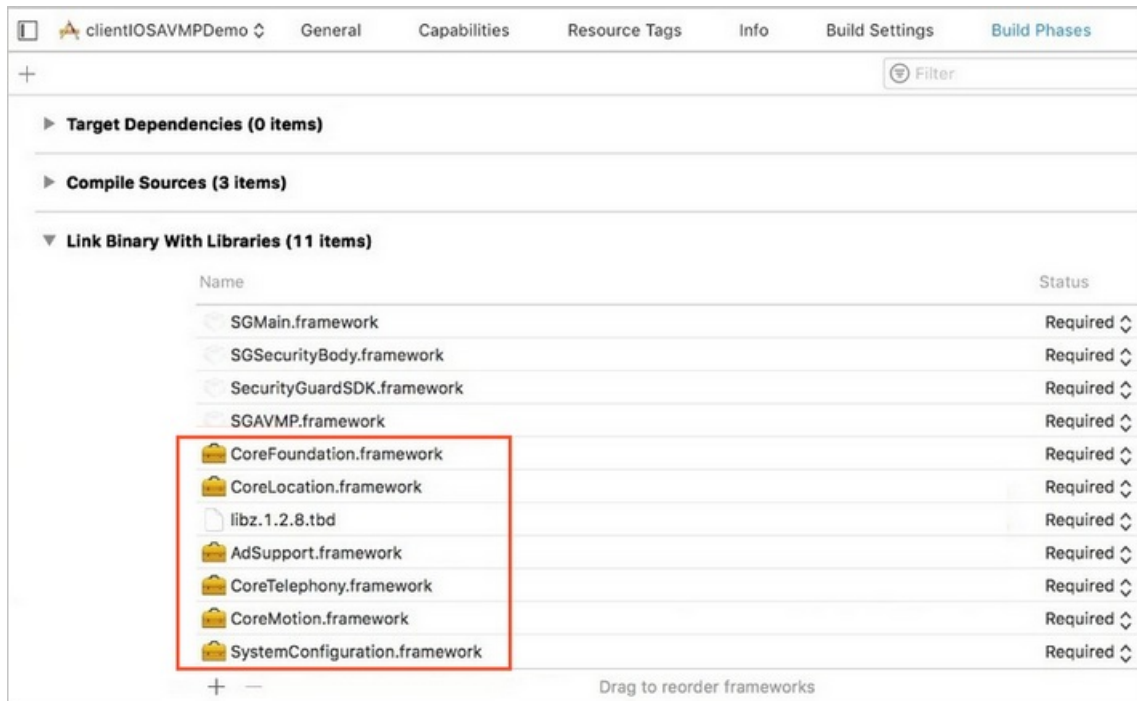 clientIOSAVMPDemo General Capabilities Resource Tags Info Build Settings Build Phases
Filter
Target Dependencies (0 items)
Compile Sources (3 items)
Link Binary With Libraries (11 items)
Name Status
SGMain.framework Required
SGSecurityBody.framework Required
SecurityGuardSDK.framework Required
SGAVMP.framework Required
CoreFoundation.framework Required
CoreLocation.framework Required
libz.1.2.8.tbd Required
AdSupport.framework Required
CoreTelephony.framework Required
CoreMotion.framework Required
SystemConfiguration.framework Required
Drag to reorder frameworks